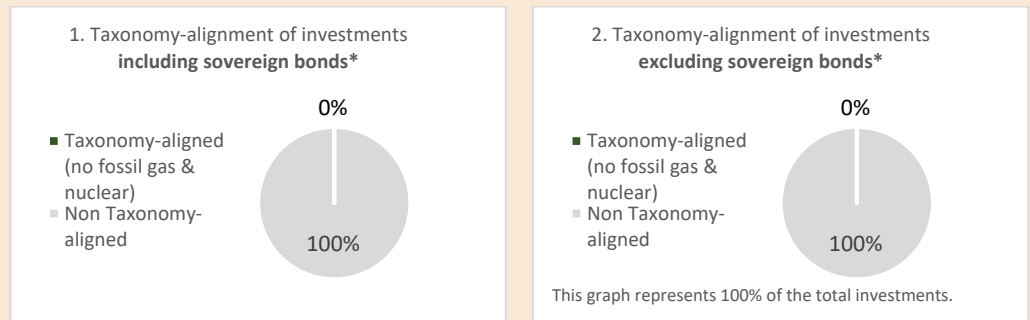 1. Taxonomy-alignment of investments
including sovereign bonds*
0%
Taxonomy-aligned
(no fossil gas &
nuclear)
Non Taxonomy-
aligned
100%
2. Taxonomy-alignment of investments
excluding sovereign bonds*
0%
Taxonomy-aligned
(no fossil gas &
nuclear)
Non Taxonomy-
aligned
100%
This graph represents 100% of the total investments.